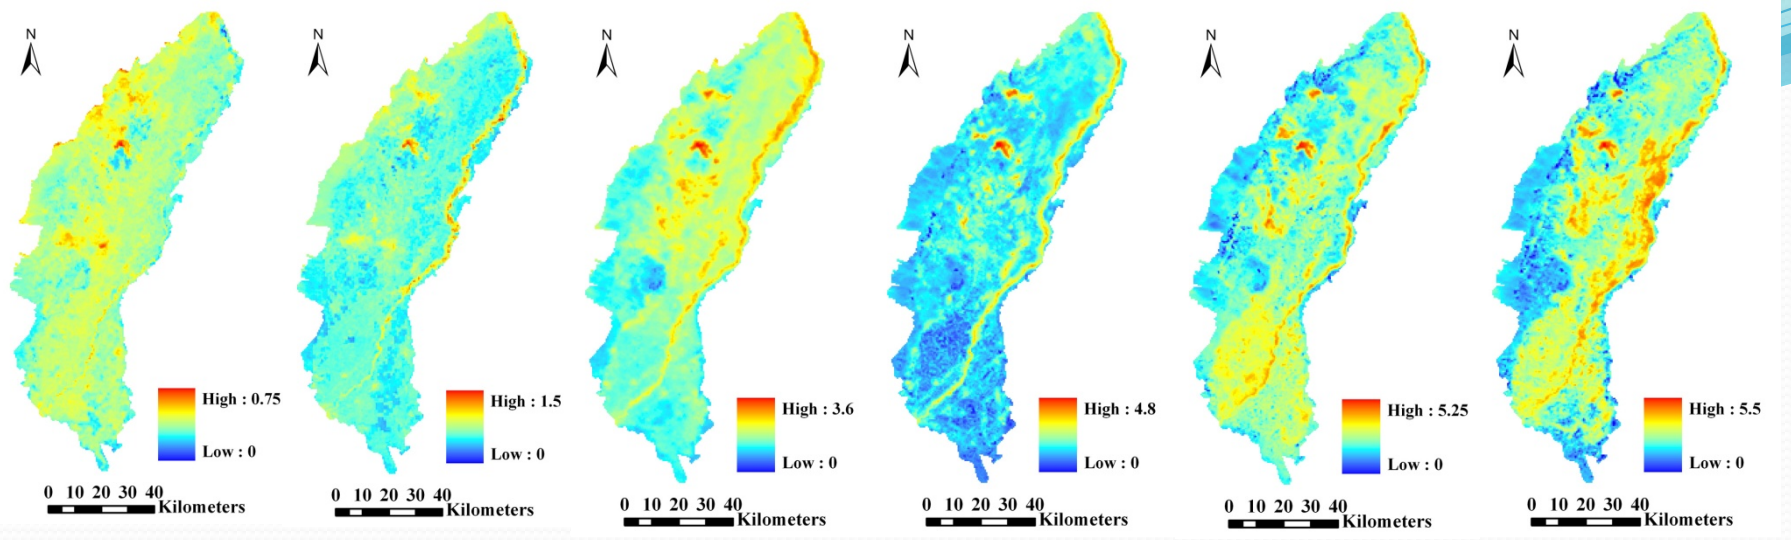 N
High : 0.75
Low : 0
0 10 20 30 40
Kilometers
N
High : 1.5
Low : 0
0 10 20 30 40
Kilometers
N
High : 3.6
Low : 0
0 10 20 30 40
Kilometers
N
High : 4.8
Low : 0
0 10 20 30 40
Kilometers
N
High : 5.25
Low : 0
0 10 20 30 40
Kilometers
N
High : 5.5
Low : 0
0 10 20 30 40
Kilometers